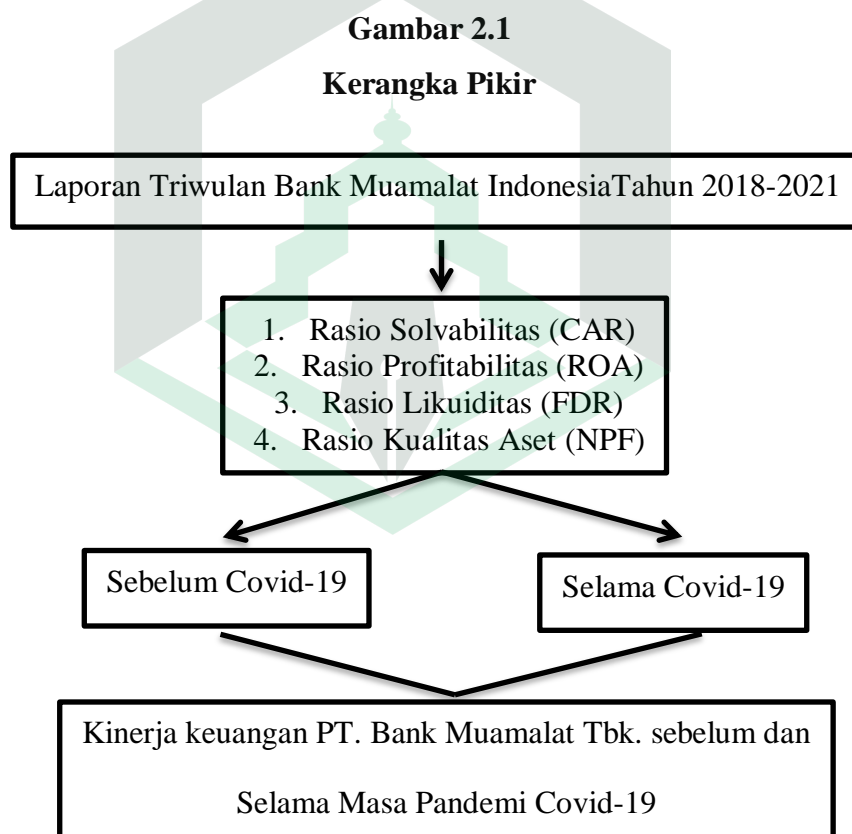 Gambar 2.1
Kerangka Pikir
Laporan Triwulan Bank Muamalat IndonesiaTahun 2018-2021
1. Rasio Solvabilitas (CAR)
2. Rasio Profitabilitas (ROA)
3. Rasio Likuiditas (FDR)
4. Rasio Kualitas Aset (NPF)
Sebelum Covid-19
Selama Covid-19
Kinerja keuangan PT. Bank Muamalat Tbk. sebelum dan
Selama Masa Pandemi Covid-19